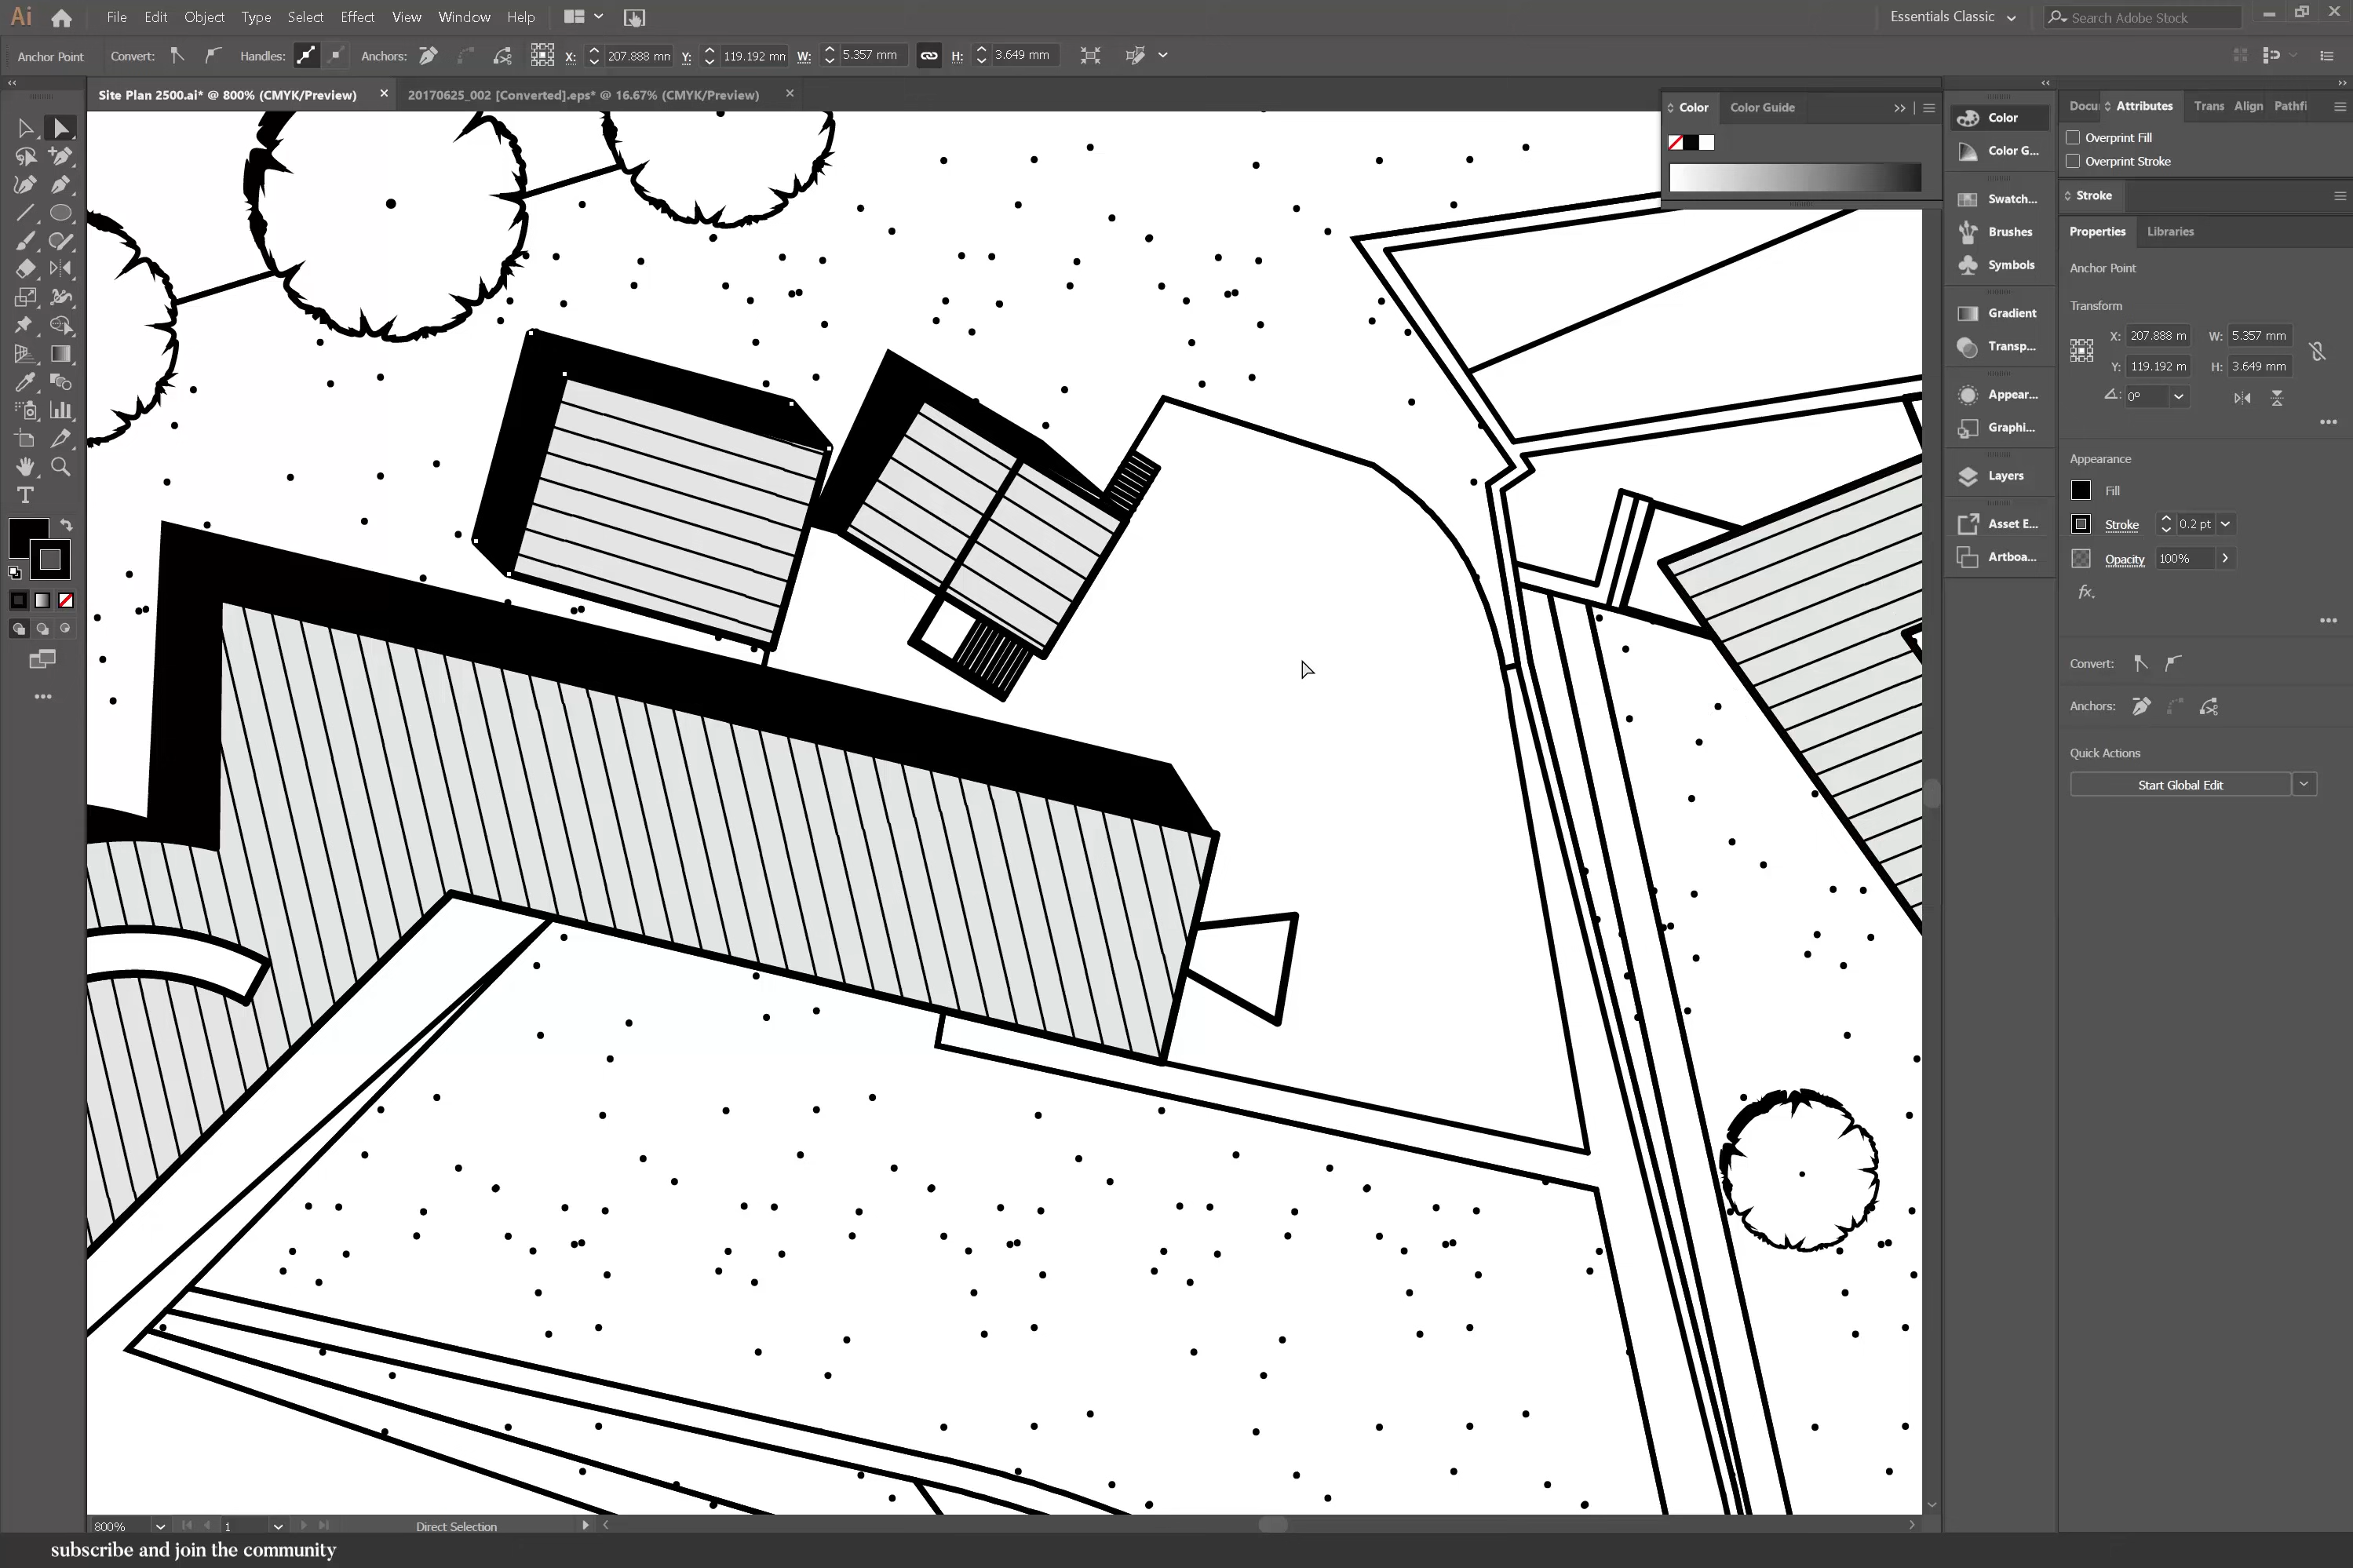 Ai File Edit Object Type Select Effect View Window Help Essentials Classic Search Adobe Stock
Anchor Point Convert: Handles: Anchors: X: 207.888 mn Y: 119.192 mn W: 5.357 mm H: 3.649 mm
Site Plan 2500.ai* @ 800% (CMYK/Preview) 20170625_002 [Converted].eps* @ 16.67% (CMYK/Preview)
Color Color Guide
Color
Color G...
Swatch...
Brushes
Symbols
Gradient
Transp...
Appear...
Graphi...
Layers
Asset E...
Artboa...
Docu Attributes Trans Align Pathfi
Overprint Fill
Overprint Stroke
Stroke
Properties Libraries
Anchor Point
Transform
X: 207.888 m W: 5.357 mm
Y: 119.192 m H: 3.649 mm
0°
Appearance
Fill
Stroke 0.2 pt
Opacity 100%
fx.
Convert:
Anchors:
Quick Actions
Start Global Edit
T
800% 1 Direct Selection
subscribe and join the community